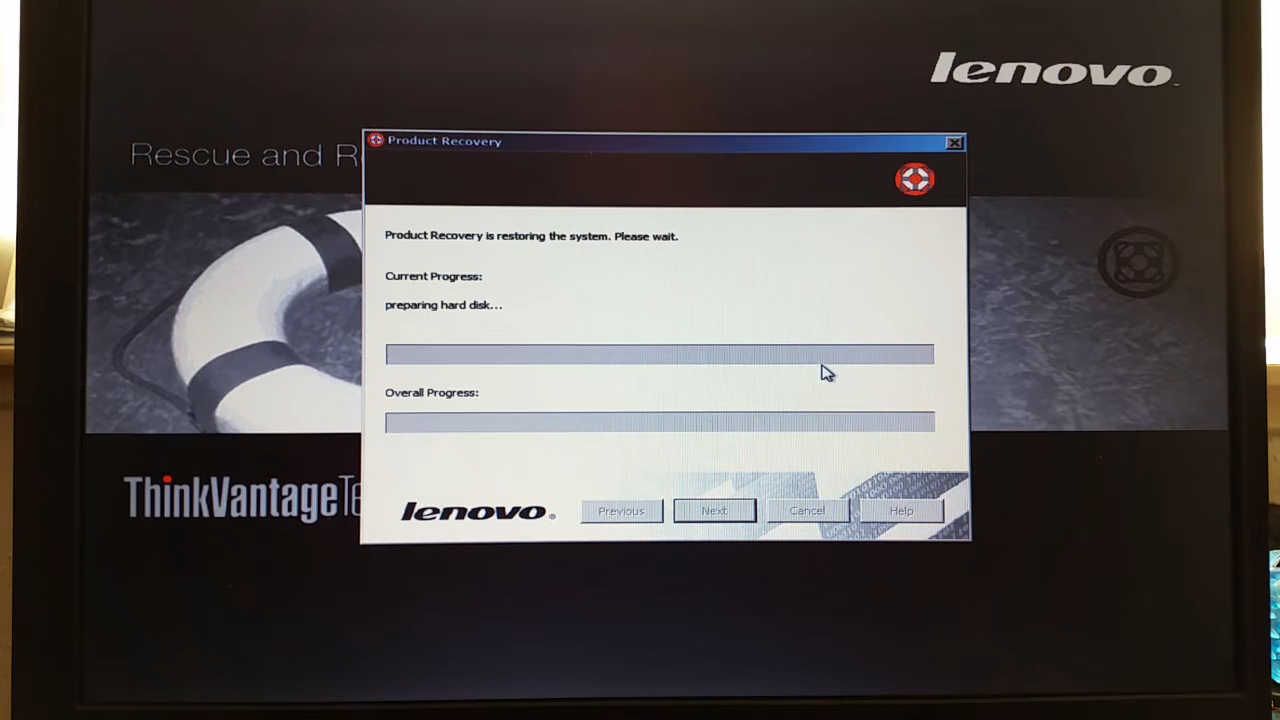 lenovo
Rescue and R
Product Recovery
Product Recovery is restoring the system. Please wait.
Current Progress:
preparing hard disk...
Overall Progress:
ThinkVantage Te
lenovo
Previous
Next
Cancel
Help